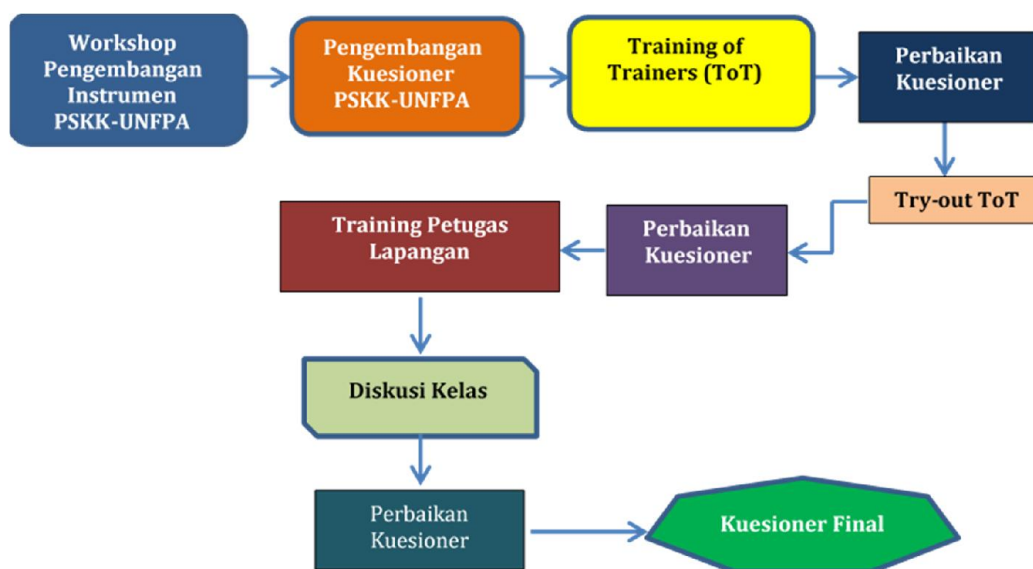 Workshop
Pengembangan
Instrumen
PSKK-UNFPA
Pengembangan
Kuesioner
PSKK-UNFPA
Training of
Trainers (ToT)
Perbaikan
Kuesioner
Try-out ToT
Perbaikan
Kuesioner
Training Petugas
Lapangan
Diskusi Kelas
Perbaikan
Kuesioner
Kuesioner Final